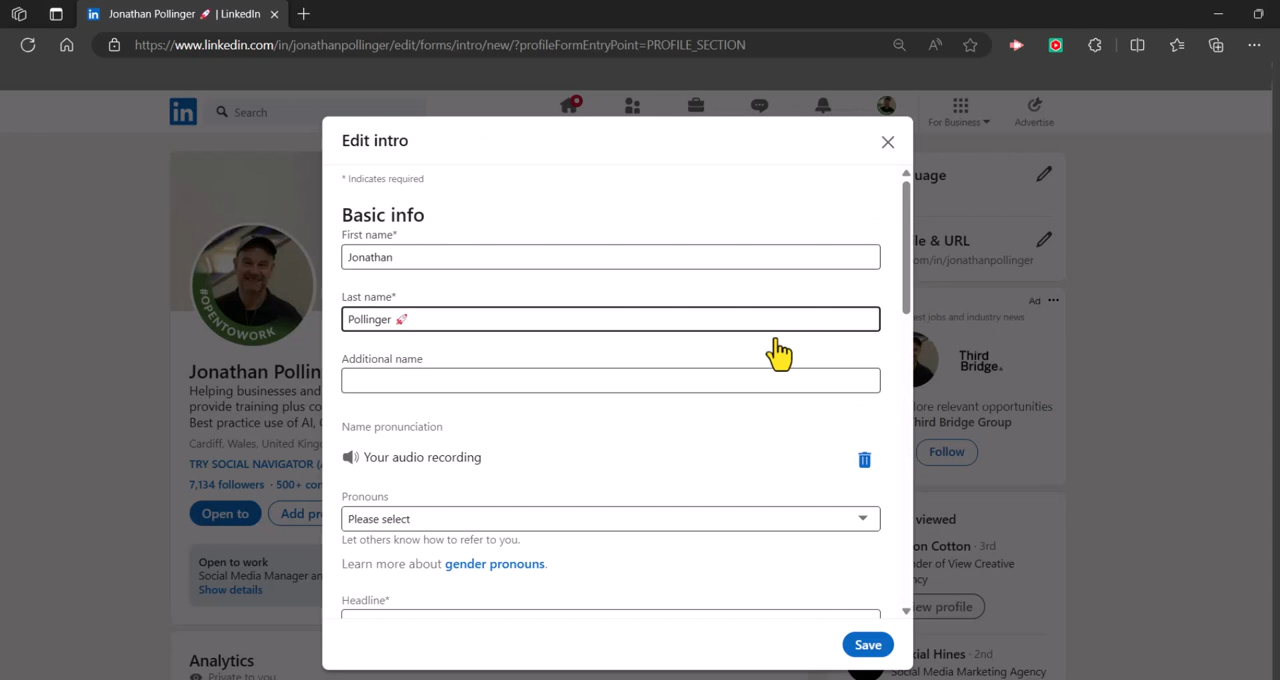 Jonathan Pollinger 🚀 | LinkedIn
https://www.linkedin.com/in/jonathanpollinger/edit/forms/intro/new/?profileFormEntryPoint=PROFILE_SECTION
in
Search
For Business
Advertise
Edit intro
* Indicates required
Basic info
First name*
Jonathan
Last name*
Pollinger 🚀
Additional name
Name pronunciation
Your audio recording
Pronouns
Please select
Let others know how to refer to you.
Learn more about gender pronouns.
Headline*
Save
#OPENTOWORK
Jonathan Pollin
Helping businesses and
provide training plus co
Best practice use of AI, C
Cardiff, Wales, United King
TRY SOCIAL NAVIGATOR (
7,134 followers · 500+ con
Open to
Add pr
Open to work
Social Media Manager an
Show details
Analytics
Private to you
uage
le & URL
om/in/jonathanpollinger
Ad
est jobs and industry news
Third
Bridge.
lore relevant opportunities
hird Bridge Group
Follow
viewed
on Cotton · 3rd
der of View Creative
ncy
iew profile
ial Hines · 2nd
Social Media Marketing Agency